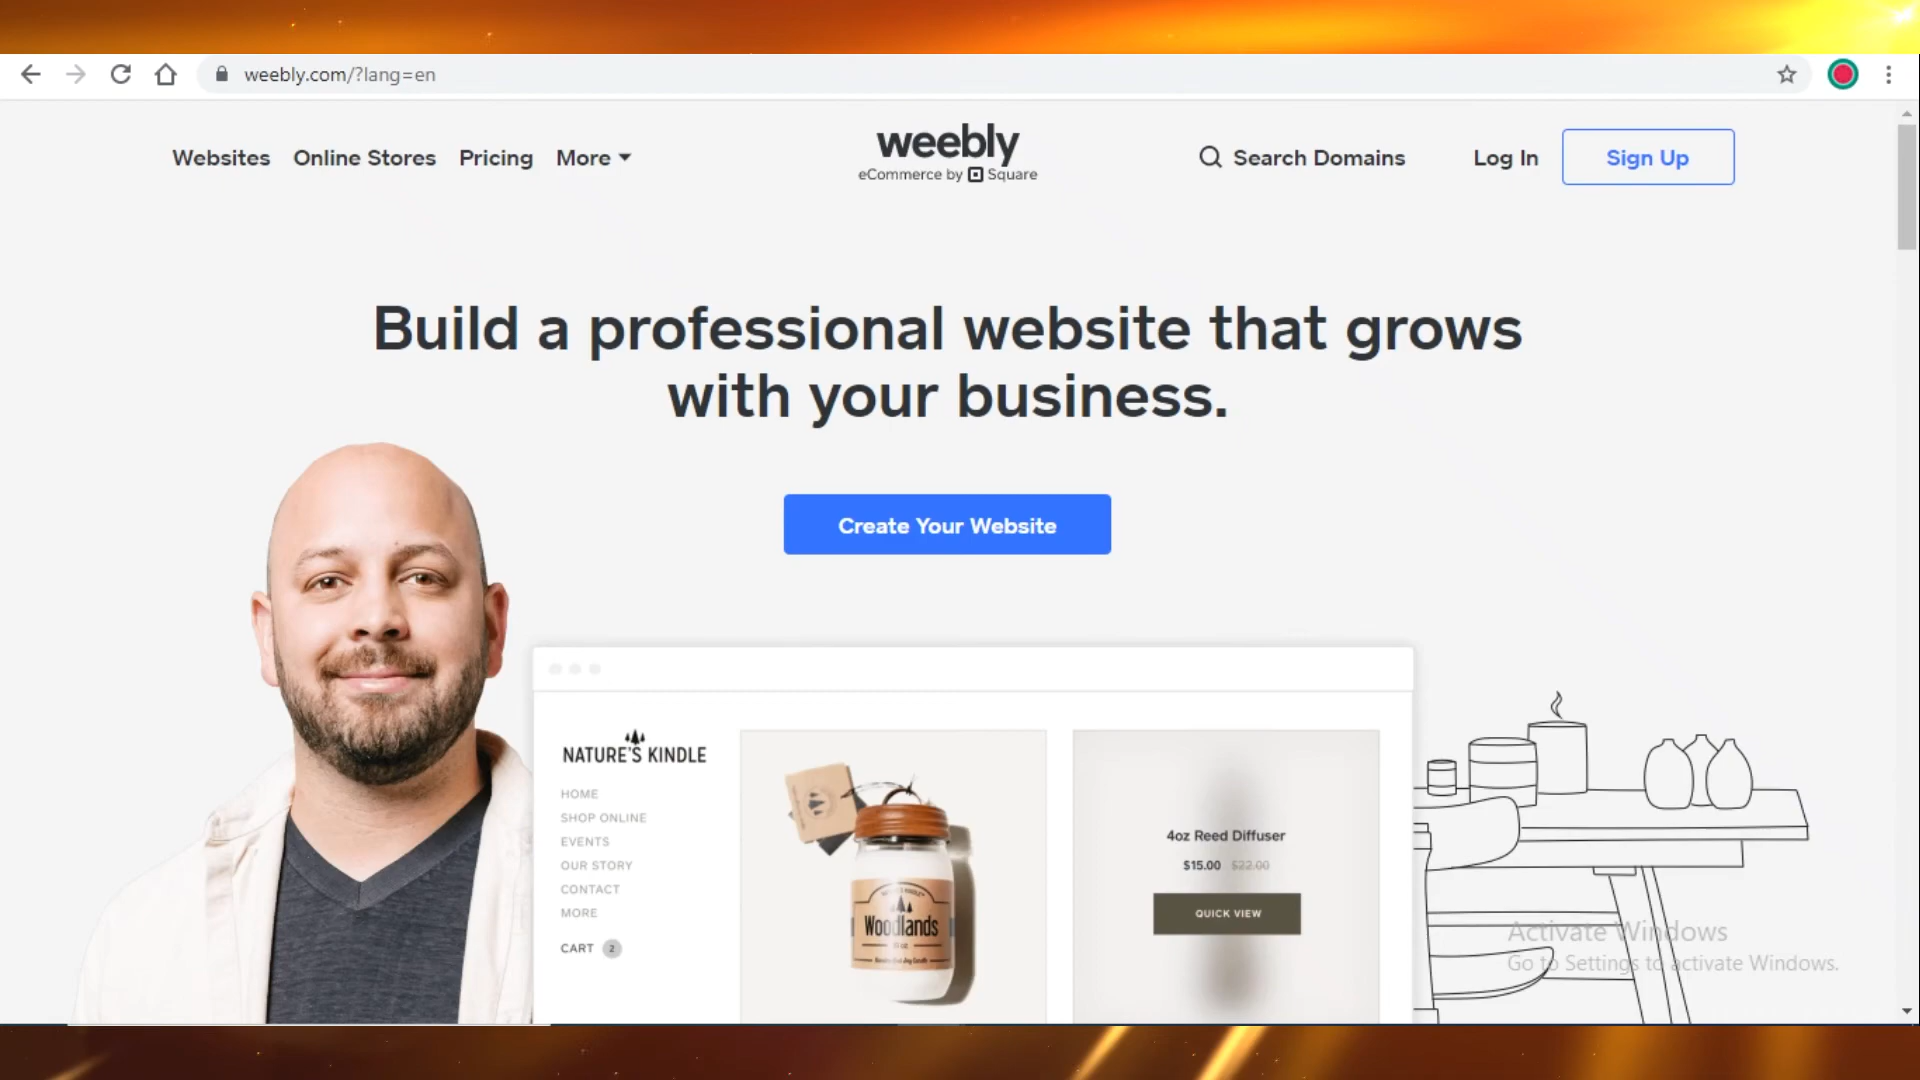 weebly.com/?lang=en
Websites
Online Stores
Pricing
More
weebly
eCommerce by Square
Search Domains
Log In
Sign Up
Build a professional website that grows
with your business.
Create Your Website
NATURE'S KINDLE
HOME
SHOP ONLINE
EVENTS
OUR STORY
CONTACT
MORE
CART 2
Woodlands
4oz Reed Diffuser
$15.00 $22.00
QUICK VIEW
Activate Windows
Go to Settings to activate Windows.